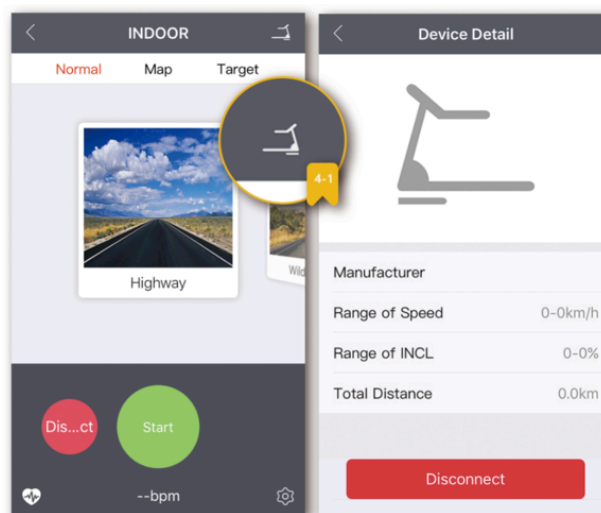 INDOOR
Normal Map Target
4-1
Highway
Wild
Dis...ct
Start
--bpm
Device Detail
Manufacturer
Range of Speed 0-0km/h
Range of INCL 0-0%
Total Distance 0.0km
Disconnect